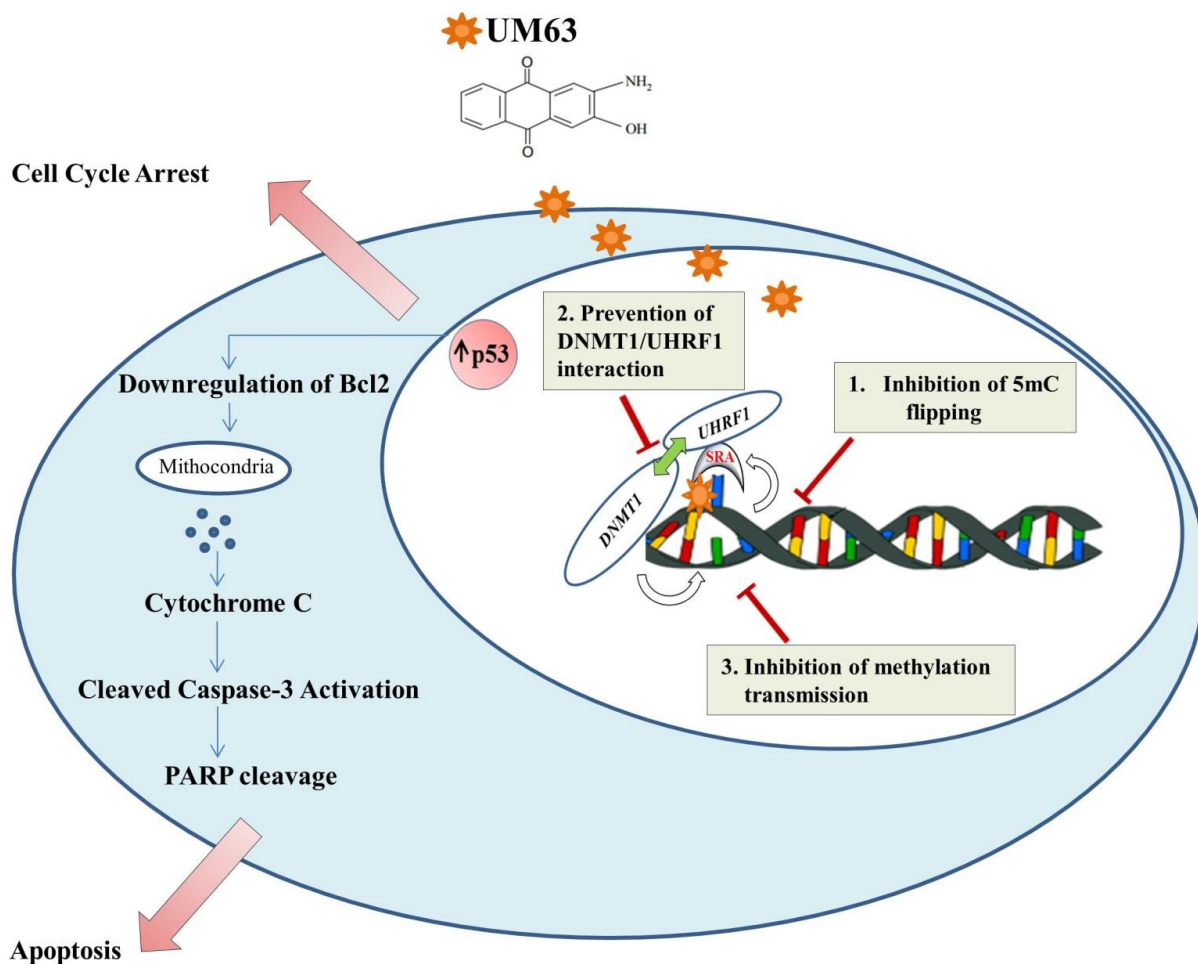 UM63
O
NH2
OH
O
Cell Cycle Arrest
2. Prevention of
DNMT1/UHRF1
interaction
↑p53
1. Inhibition of 5mC
flipping
Downregulation of Bcl2
UHRF1
SRA
Mithocondria
DNMT1
Cytochrome C
3. Inhibition of methylation
transmission
Cleaved Caspase-3 Activation
PARP cleavage
Apoptosis